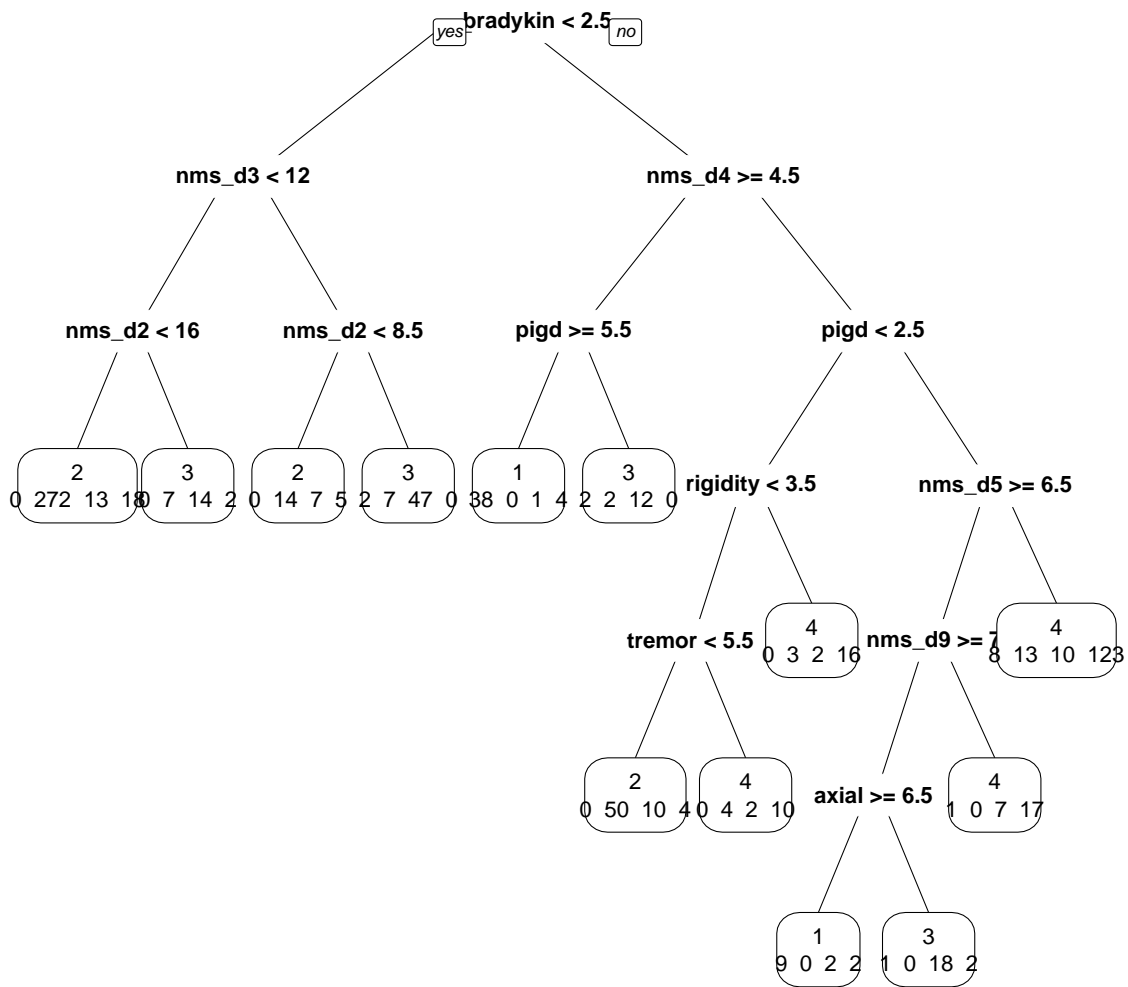 bradykin < 2.5
yes
no
nms_d3 < 12
nms_d4 >= 4.5
nms_d2 < 16
nms_d2 < 8.5
pigd >= 5.5
pigd < 2.5
2
0 272 13 18
3
0 7 14 2
2
0 14 7 5
3
2 7 47 0
1
38 0 1 4
3
2 2 12 0
rigidity < 3.5
nms_d5 >= 6.5
tremor < 5.5
4
0 3 2 16
nms_d9 >= 7
4
8 13 10 123
2
0 50 10 4
4
0 4 2 10
axial >= 6.5
4
1 0 7 17
1
9 0 2 2
3
1 0 18 2